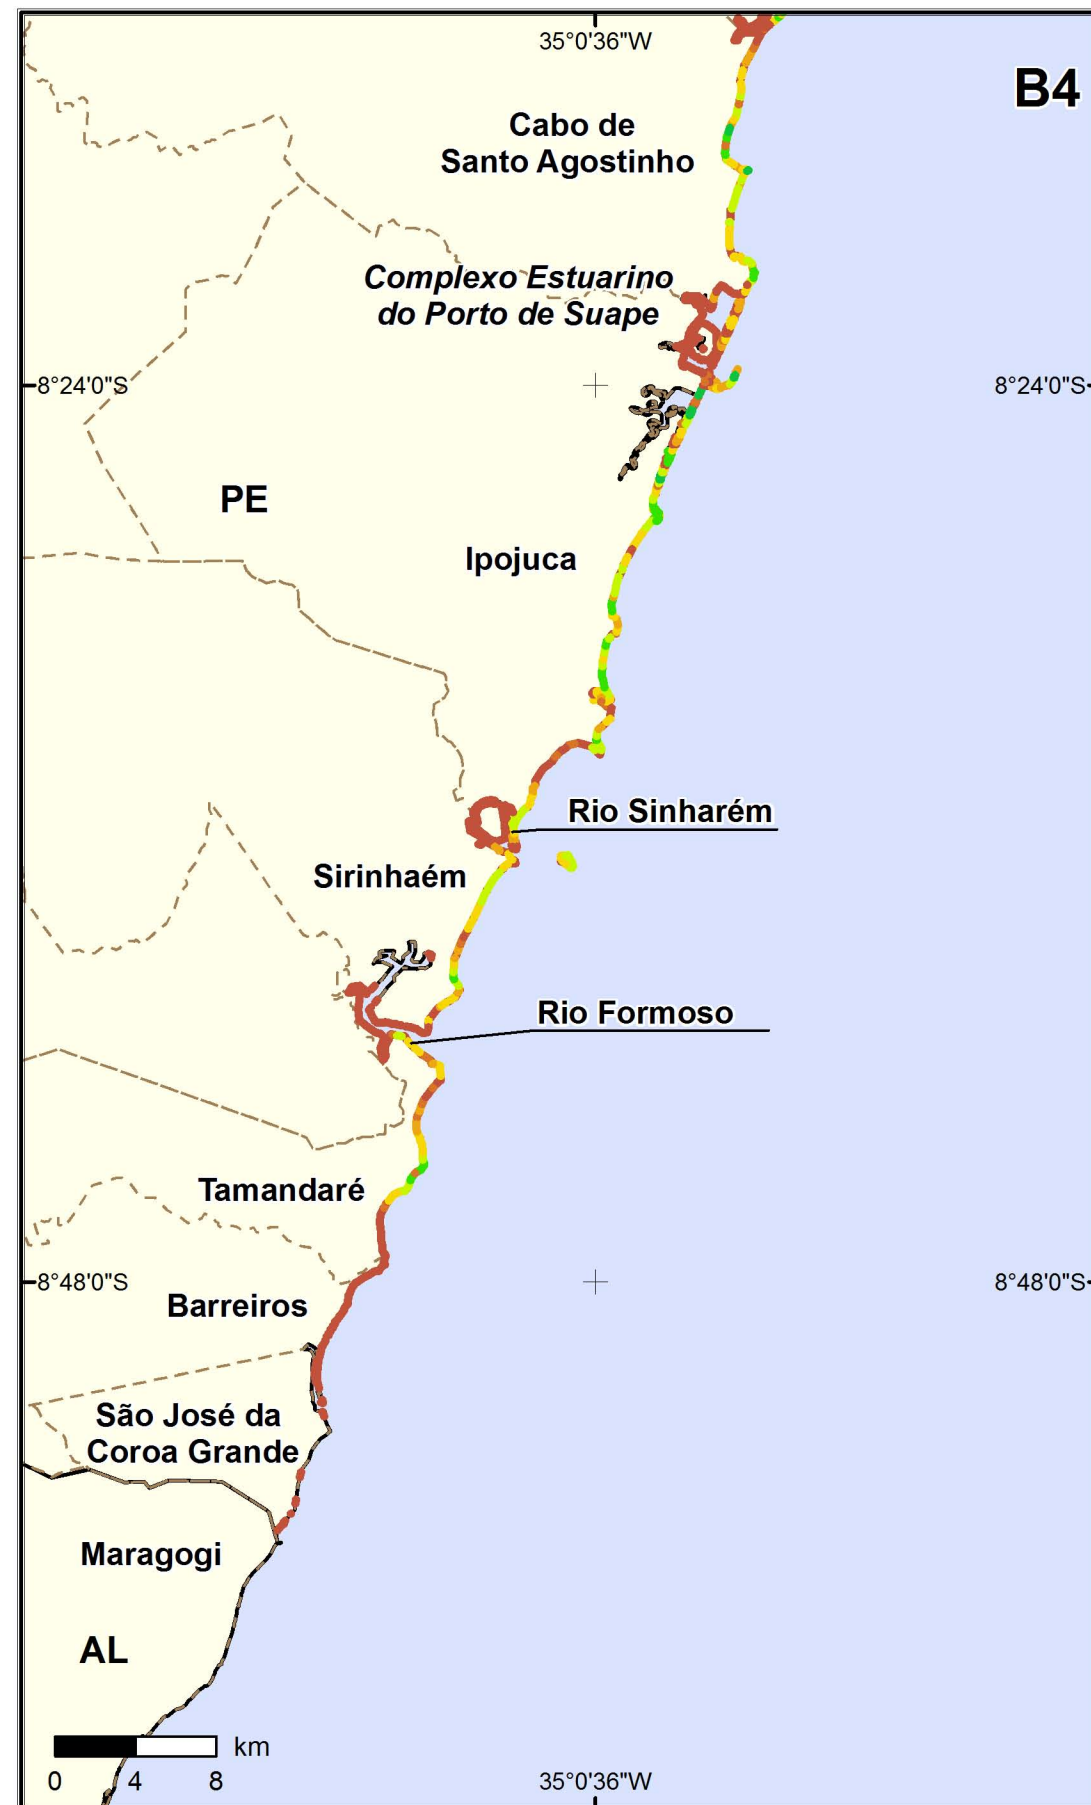 35°0'36"W
B4
Cabo de
Santo Agostinho
Complexo Estuarino
do Porto de Suape
8°24'0"S
8°24'0"S
PE
Ipojuca
Rio Sinharém
Sirinhaém
Rio Formoso
Tamandaré
8°48'0"S
8°48'0"S
Barreiros
São José da
Coroa Grande
Maragogi
AL
km
0 4 8
35°0'36"W